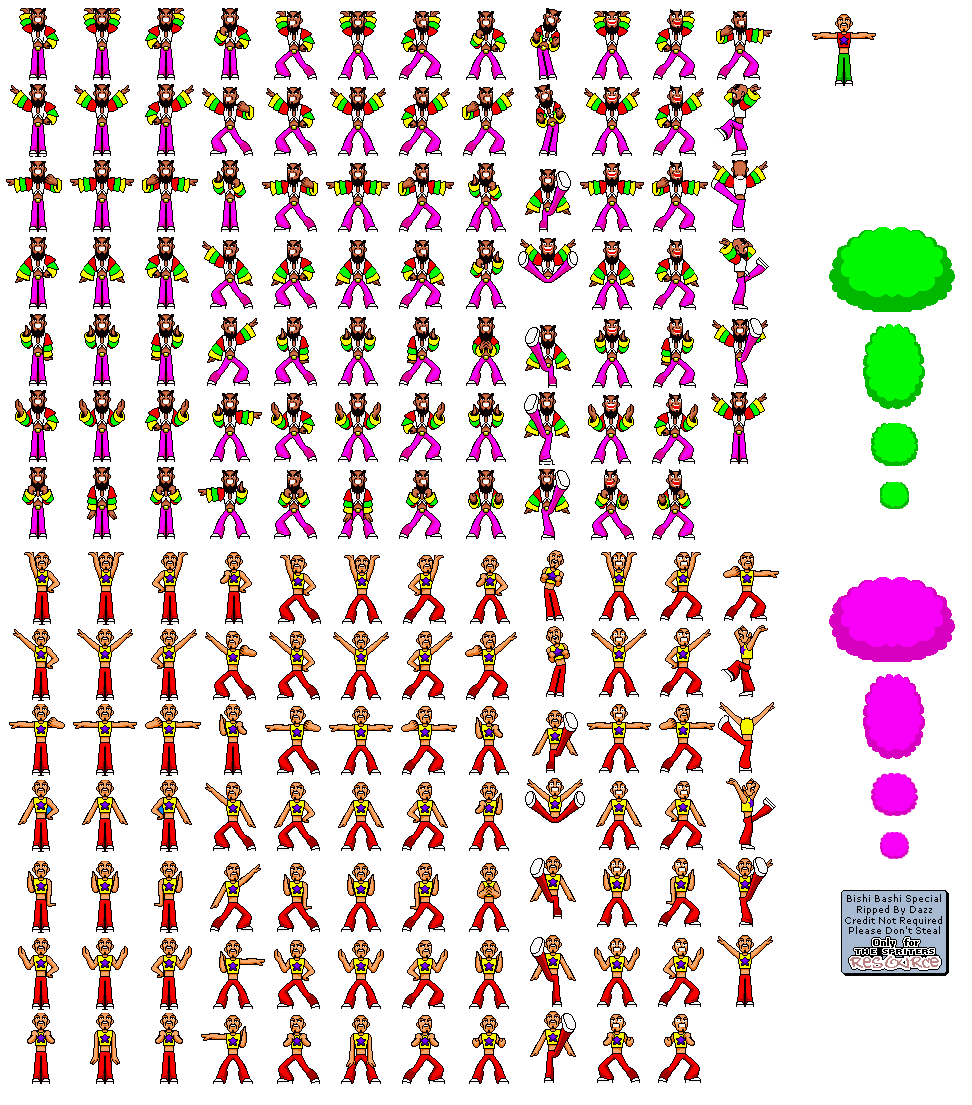 Bishi Bashi Special
Ripped By Dazz
Credit Not Required
Please Don't Steal
Only for
THE SPRITERS
RESOURCE